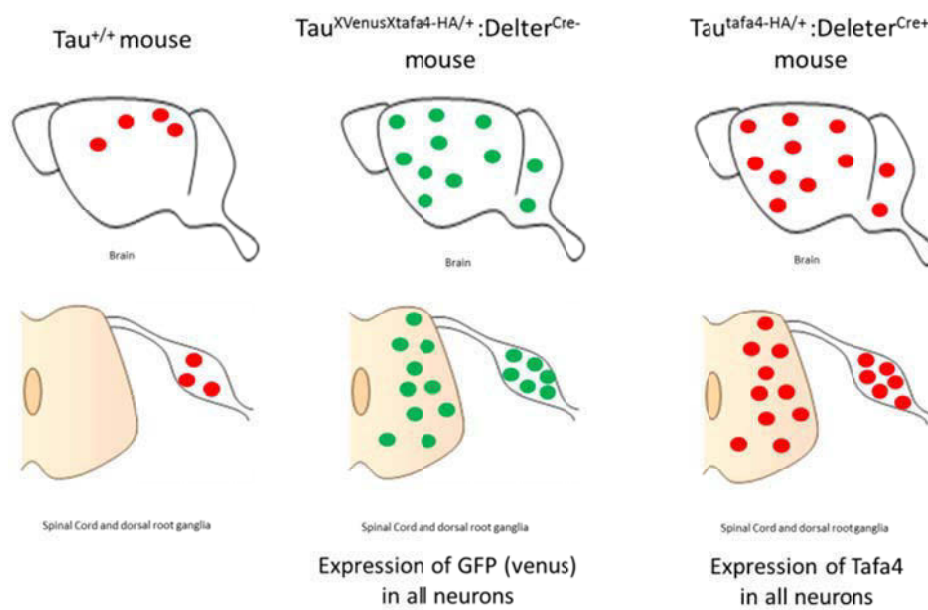 Tau+/+ mouse
TauXVenusXtafa4-HA/+ :DelterCre-
mouse
Tautafa4-HA/+ :DeleterCre+
mouse
Brain
Brain
Brain
Spinal Cord and dorsal root ganglia
Spinal Cord and dorsal root ganglia
Spinal Cord and dorsal rootganglia
Expression of GFP (venus)
in all neurons
Expression of Tafa4
in all neurons